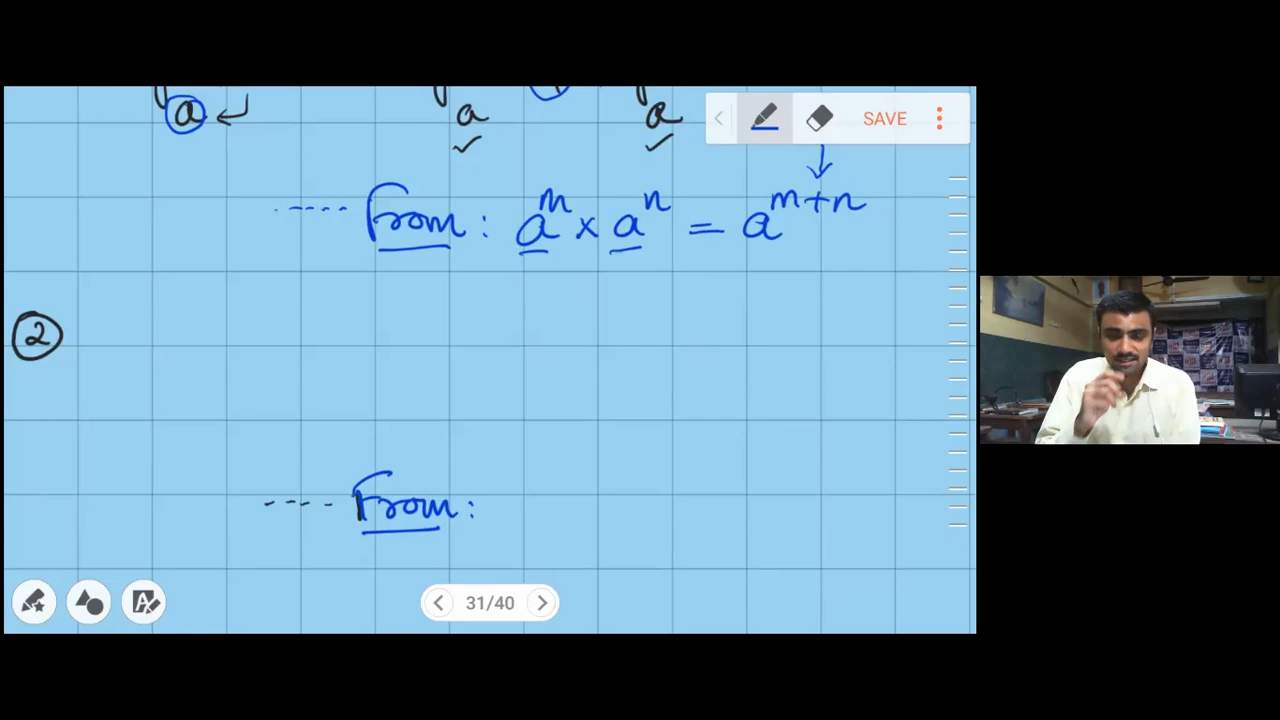 a ↵ a a
SAVE
---- From: a^m × a^n = a^{m+n}
②
---- From:
31/40